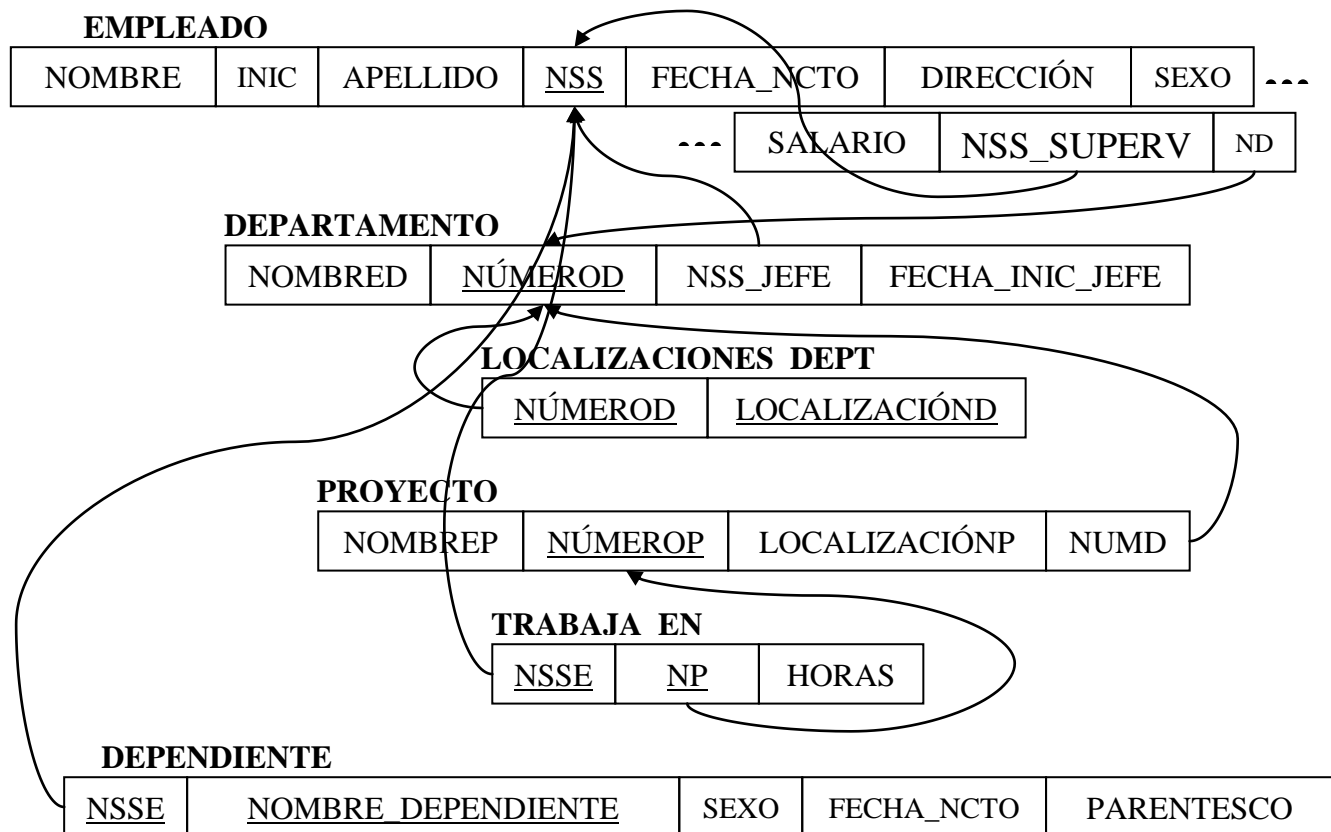 EMPLEADO
NOMBRE INIC APELLIDO NSS FECHA_NCTO DIRECCIÓN SEXO ...
... SALARIO NSS_SUPERV ND
DEPARTAMENTO
NOMBRED NÚMEROD NSS_JEFE FECHA_INIC_JEFE
LOCALIZACIONES DEPT
NÚMEROD LOCALIZACIÓND
PROYECTO
NOMBREP NÚMEROP LOCALIZACIÓNP NUMD
TRABAJA EN
NSSE NP HORAS
DEPENDIENTE
NSSE NOMBRE_DEPENDIENTE SEXO FECHA_NCTO PARENTESCO